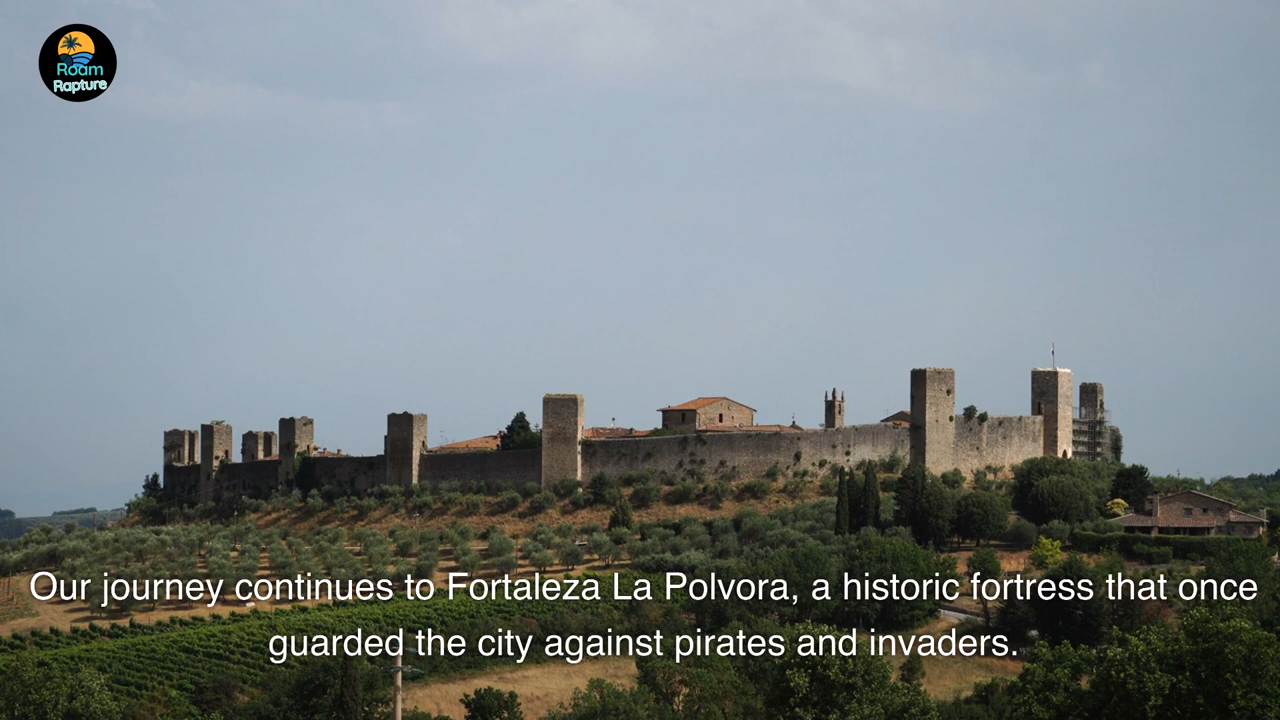 Roam
Rapture
Our journey continues to Fortaleza La Polvora, a historic fortress that once
guarded the city against pirates and invaders.